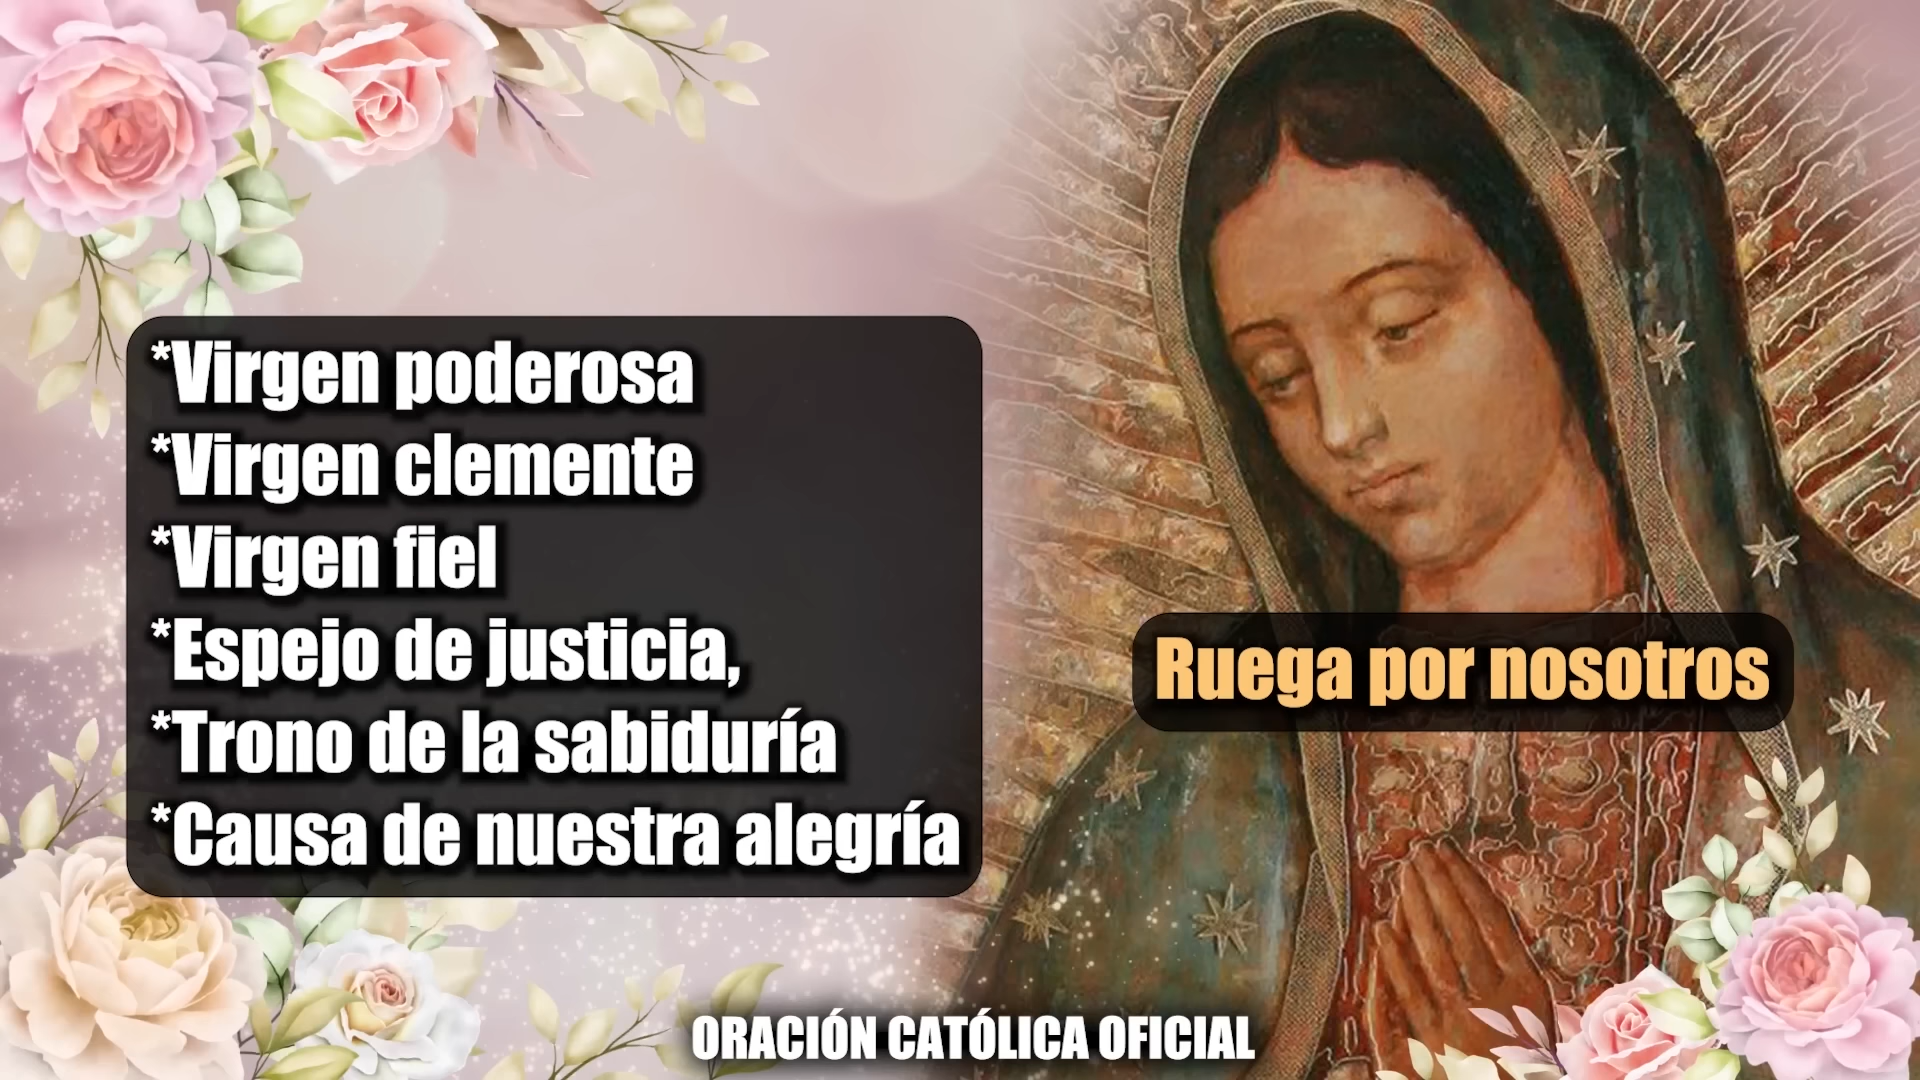 *Virgen poderosa
*Virgen clemente
*Virgen fiel
*Espejo de justicia,
*Trono de la sabiduría
*Causa de nuestra alegría
Ruega por nosotros
ORACIÓN CATÓLICA OFICIAL